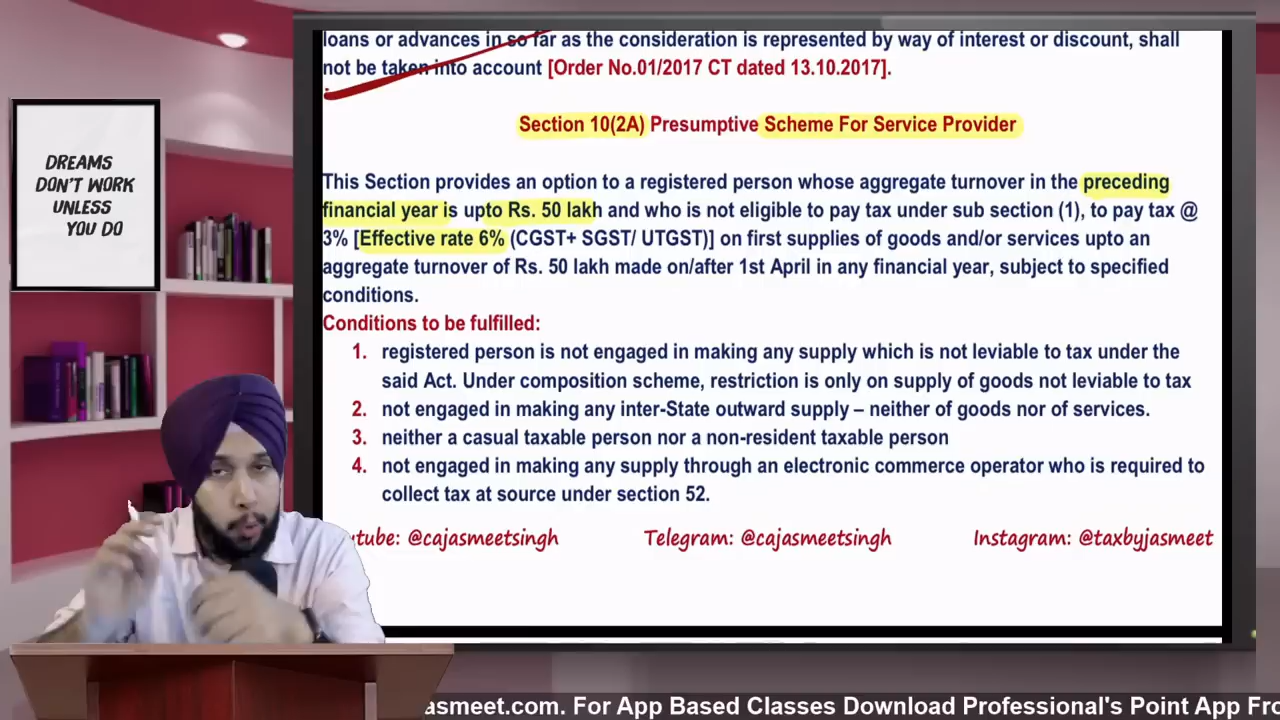 loans or advances in so far as the consideration is represented by way of interest or discount, shall
not be taken into account [Order No.01/2017 CT dated 13.10.2017].
Section 10(2A) Presumptive Scheme For Service Provider
This Section provides an option to a registered person whose aggregate turnover in the preceding
financial year is upto Rs. 50 lakh and who is not eligible to pay tax under sub section (1), to pay tax @
3% [Effective rate 6% (CGST+ SGST/ UTGST)] on first supplies of goods and/or services upto an
aggregate turnover of Rs. 50 lakh made on/after 1st April in any financial year, subject to specified
conditions.
Conditions to be fulfilled:
1. registered person is not engaged in making any supply which is not leviable to tax under the
said Act. Under composition scheme, restriction is only on supply of goods not leviable to tax
2. not engaged in making any inter-State outward supply – neither of goods nor of services.
3. neither a casual taxable person nor a non-resident taxable person
4. not engaged in making any supply through an electronic commerce operator who is required to
collect tax at source under section 52.
utube: @cajasmeetsingh Telegram: @cajasmeetsingh Instagram: @taxbyjasmeet
DREAMS
DON'T WORK
UNLESS
YOU DO
asmeet.com. For App Based Classes Download Professional's Point App Fro